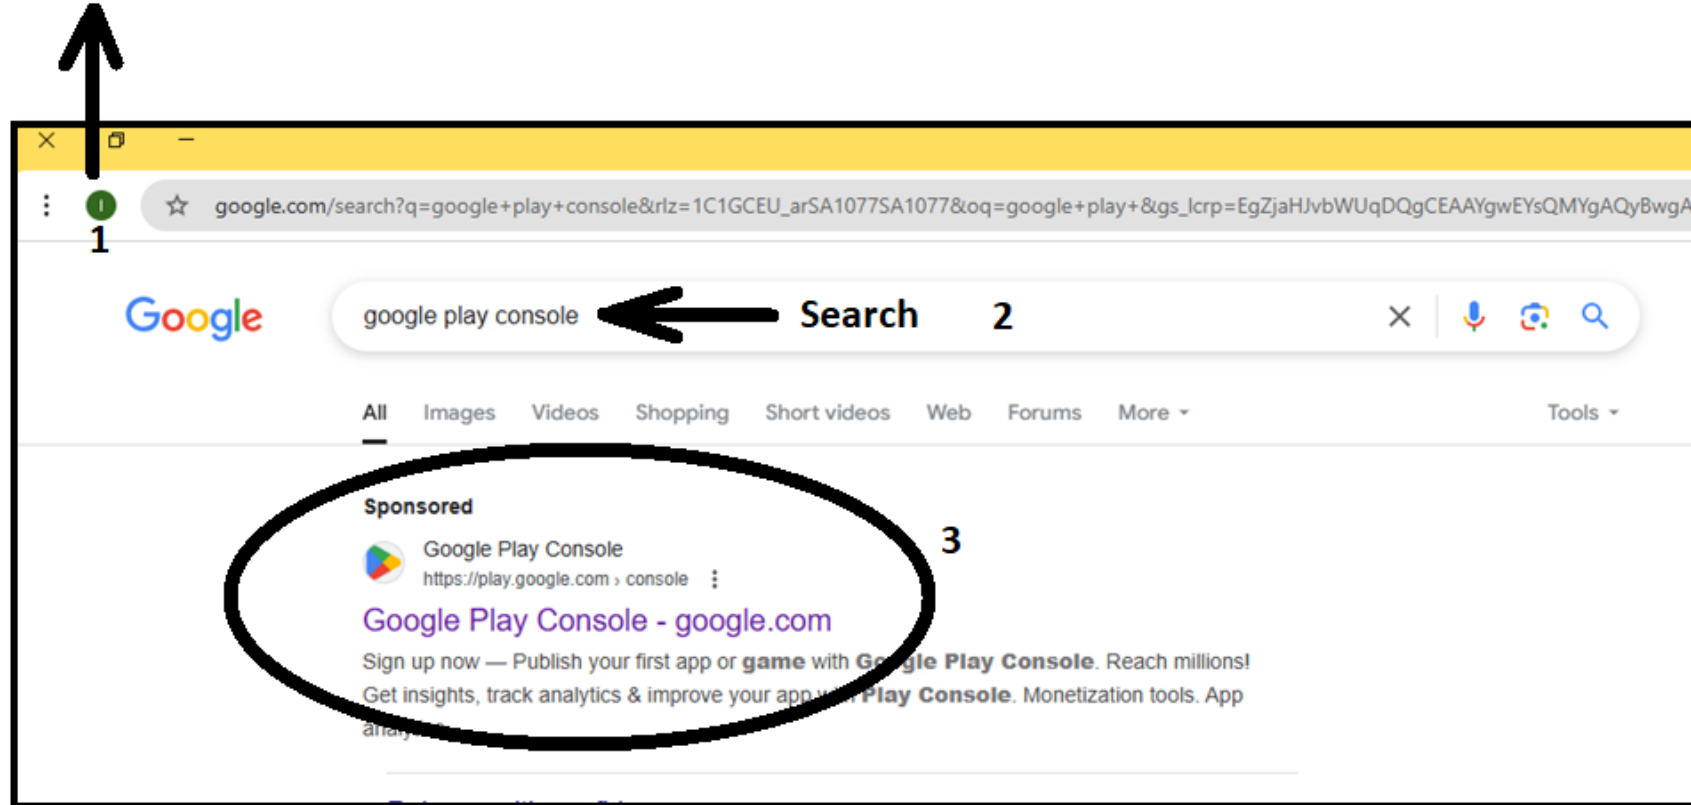 I
google.com/search?q=google+play+console&rlz=1C1GCEU_arSA1077SA1077&oq=google+play+&gs_lcrp=EgZjaHJvbWUqDQgCEAAYgwEYsQMYgAQyBwgA
1
Google
google play console
Search 2
All Images Videos Shopping Short videos Web Forums More Tools
Sponsored
3
Google Play Console
https://play.google.com › console
Google Play Console - google.com
Sign up now — Publish your first app or game with Google Play Console. Reach millions!
Get insights, track analytics & improve your app with Play Console. Monetization tools. App